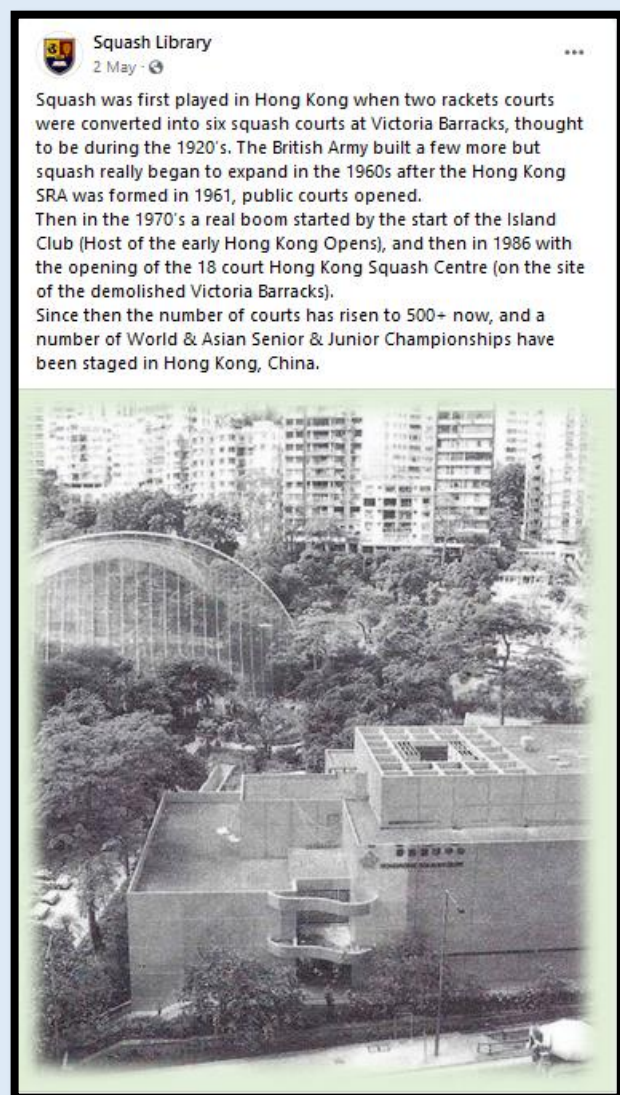 Squash Library
2 May ·
Squash was first played in Hong Kong when two rackets courts
were converted into six squash courts at Victoria Barracks, thought
to be during the 1920's. The British Army built a few more but
squash really began to expand in the 1960s after the Hong Kong
SRA was formed in 1961, public courts opened.
Then in the 1970's a real boom started by the start of the Island
Club (Host of the early Hong Kong Opens), and then in 1986 with
the opening of the 18 court Hong Kong Squash Centre (on the site
of the demolished Victoria Barracks).
Since then the number of courts has risen to 500+ now, and a
number of World & Asian Senior & Junior Championships have
been staged in Hong Kong, China.